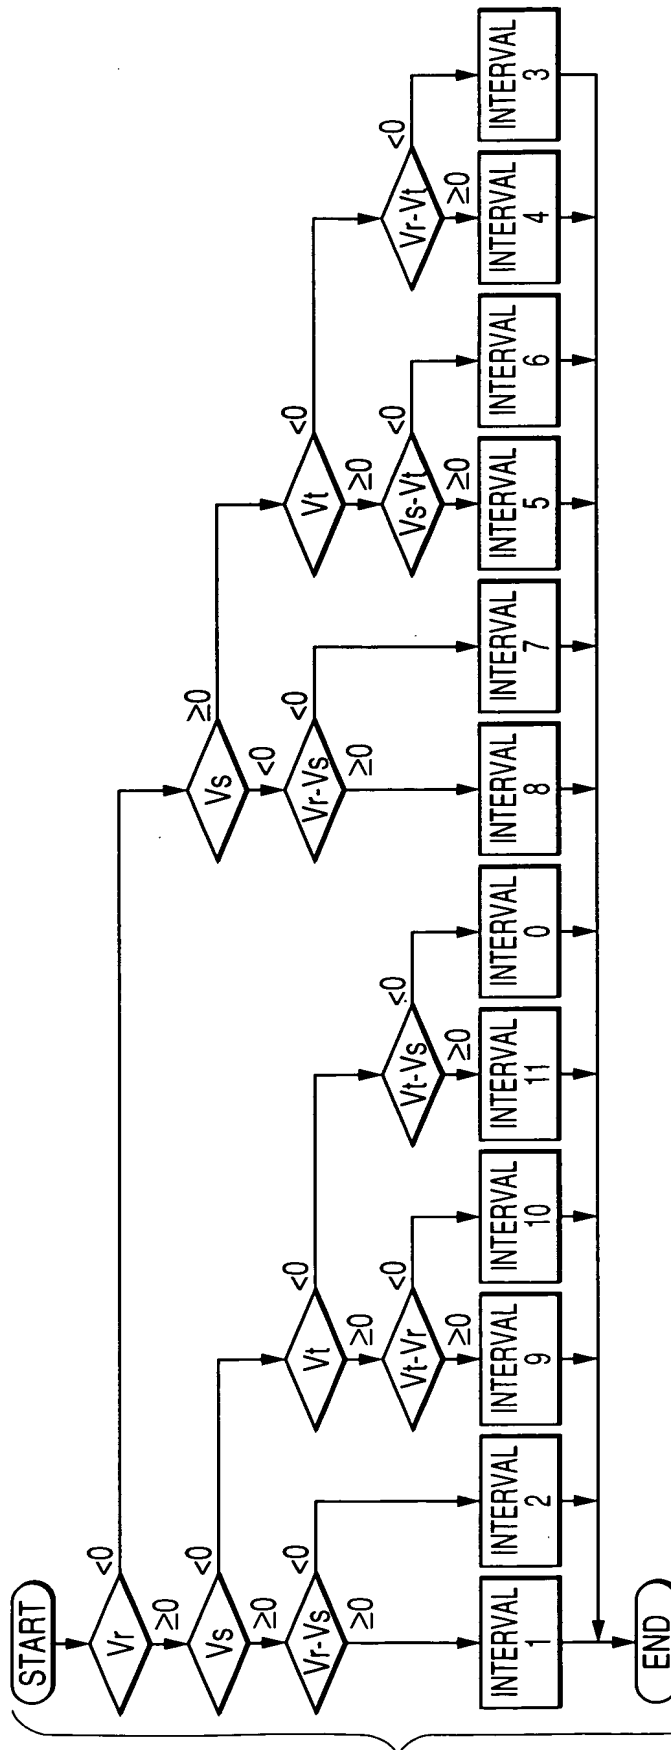 START
Vr
<0
≥0
Vs
<0
≥0
Vs
≥0
<0
Vr-Vs
<0
≥0
Vt
<0
≥0
Vr-Vs
<0
≥0
Vt
<0
≥0
Vt-Vr
<0
≥0
Vt-Vs
<0
≥0
Vs-Vt
<0
≥0
Vr-Vt
<0
≥0
INTERVAL
1
INTERVAL
2
INTERVAL
9
INTERVAL
10
INTERVAL
11
INTERVAL
0
INTERVAL
8
INTERVAL
7
INTERVAL
5
INTERVAL
6
INTERVAL
4
INTERVAL
3
END